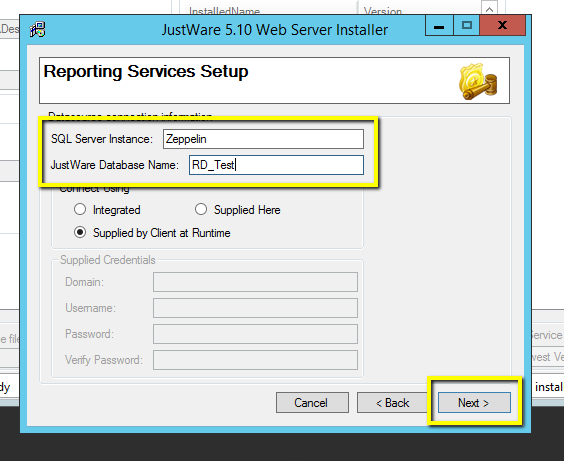 InstalledName Version
JustWare 5.10 Web Server Installer
Reporting Services Setup
Datasource connection information
SQL Server Instance: Zeppelin
JustWare Database Name: RD_Test
Connect Using
Integrated Supplied Here
Supplied by Client at Runtime
Supplied Credentials
Domain:
Username:
Password:
Verify Password:
Cancel < Back Next >
e file
dy
Service
west Ve
instal